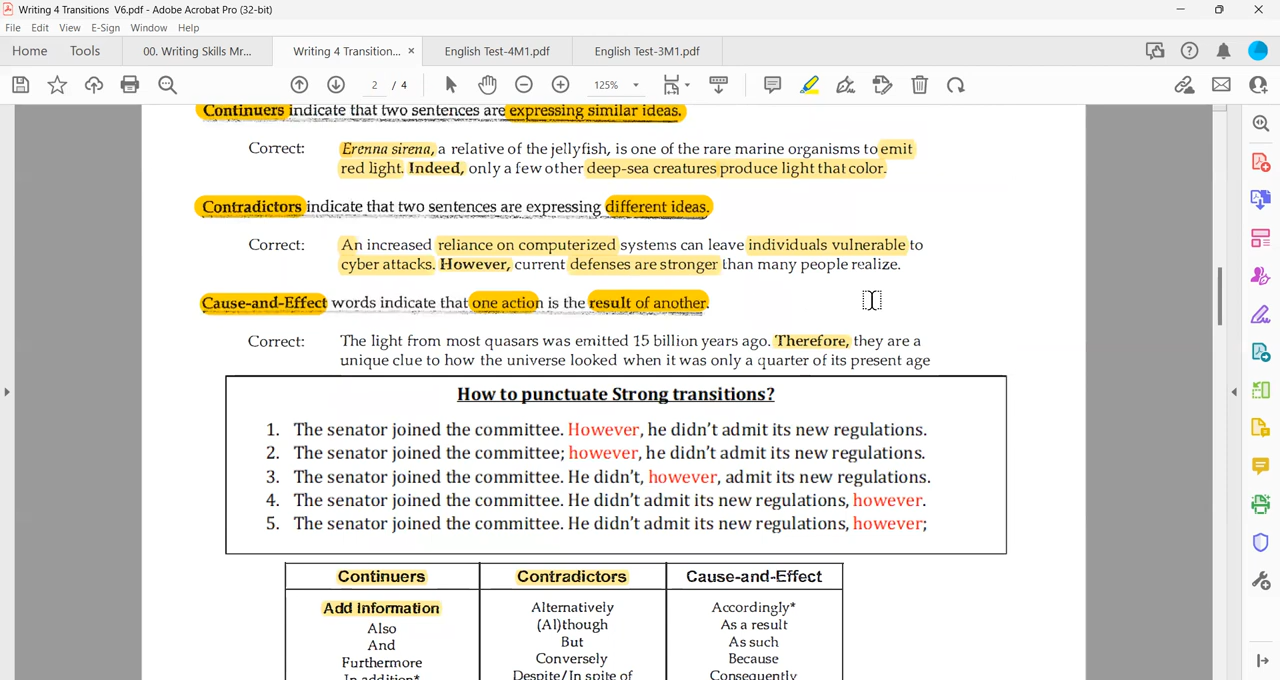 Writing 4 Transitions V6.pdf - Adobe Acrobat Pro (32-bit)
File Edit View E-Sign Window Help
Home Tools 00. Writing Skills Mr... Writing 4 Transition... × English Test-4M1.pdf English Test-3M1.pdf
2 / 4 125%
Continuers indicate that two sentences are expressing similar ideas.
Correct: Erenna sirena, a relative of the jellyfish, is one of the rare marine organisms to emit
red light. Indeed, only a few other deep-sea creatures produce light that color.
Contradictors indicate that two sentences are expressing different ideas.
Correct: An increased reliance on computerized systems can leave individuals vulnerable to
cyber attacks. However, current defenses are stronger than many people realize.
Cause-and-Effect words indicate that one action is the result of another.
Correct: The light from most quasars was emitted 15 billion years ago. Therefore, they are a
unique clue to how the universe looked when it was only a quarter of its present age
How to punctuate Strong transitions?
1. The senator joined the committee. However, he didn't admit its new regulations.
2. The senator joined the committee; however, he didn't admit its new regulations.
3. The senator joined the committee. He didn't, however, admit its new regulations.
4. The senator joined the committee. He didn't admit its new regulations, however.
5. The senator joined the committee. He didn't admit its new regulations, however;
Continuers Contradictors Cause-and-Effect
Add Information Alternatively Accordingly*
Also (Al)though As a result
And But As such
Furthermore Conversely Because
In addition* Despite/In spite of Consequently